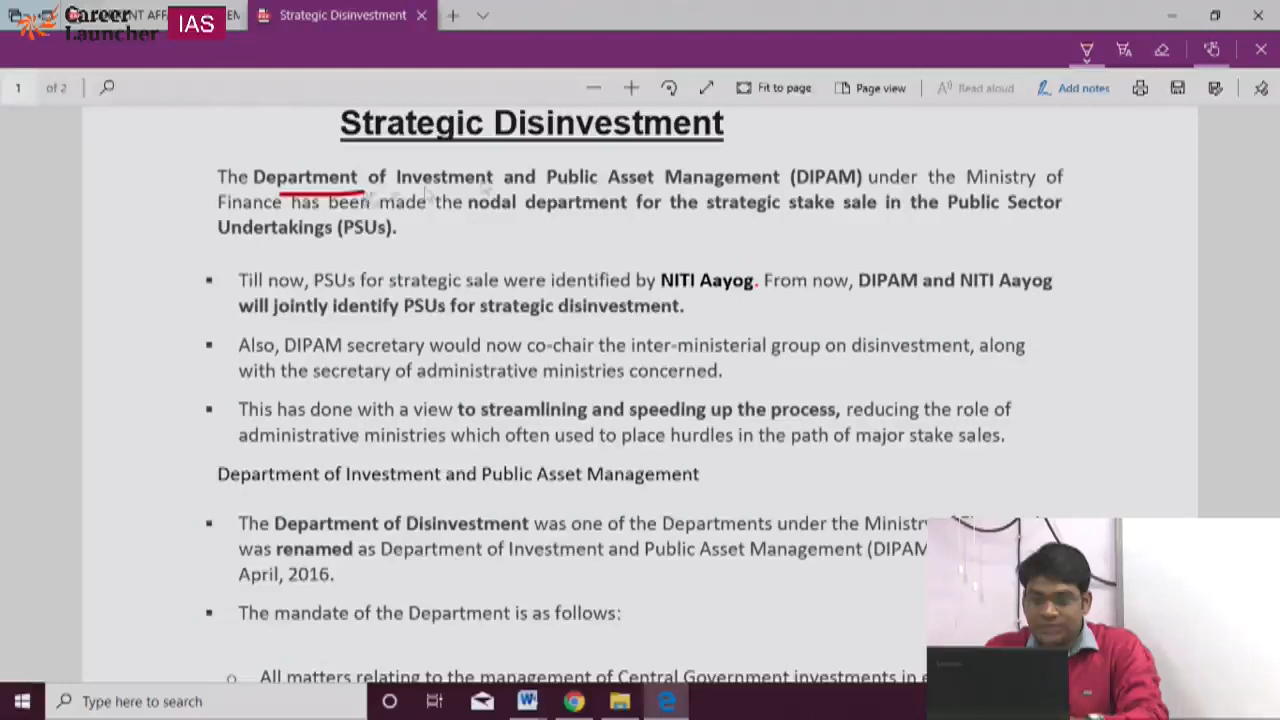 Career
Launcher
IAS
Strategic Disinvestment
1 of 2
Fit to page
Page view
Read aloud
Add notes
Strategic Disinvestment
The Department of Investment and Public Asset Management (DIPAM) under the Ministry of
Finance has been made the nodal department for the strategic stake sale in the Public Sector
Undertakings (PSUs).
▪ Till now, PSUs for strategic sale were identified by NITI Aayog. From now, DIPAM and NITI Aayog
will jointly identify PSUs for strategic disinvestment.
▪ Also, DIPAM secretary would now co-chair the inter-ministerial group on disinvestment, along
with the secretary of administrative ministries concerned.
▪ This has done with a view to streamlining and speeding up the process, reducing the role of
administrative ministries which often used to place hurdles in the path of major stake sales.
Department of Investment and Public Asset Management
▪ The Department of Disinvestment was one of the Departments under the
was renamed as Department of Investment and Public Asset Management (DIPAM
April, 2016.
▪ The mandate of the Department is as follows:
o All matters relating to the management of Central Government investments in
Type here to search